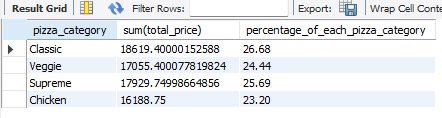 Result Grid Filter Rows: Export: Wrap Cell Conten
pizza_category sum(total_price) percentage_of_each_pizza_category
Classic 18619.40000152588 26.68
Veggie 17055.400077819824 24.44
Supreme 17929.74998664856 25.69
Chicken 16188.75 23.20